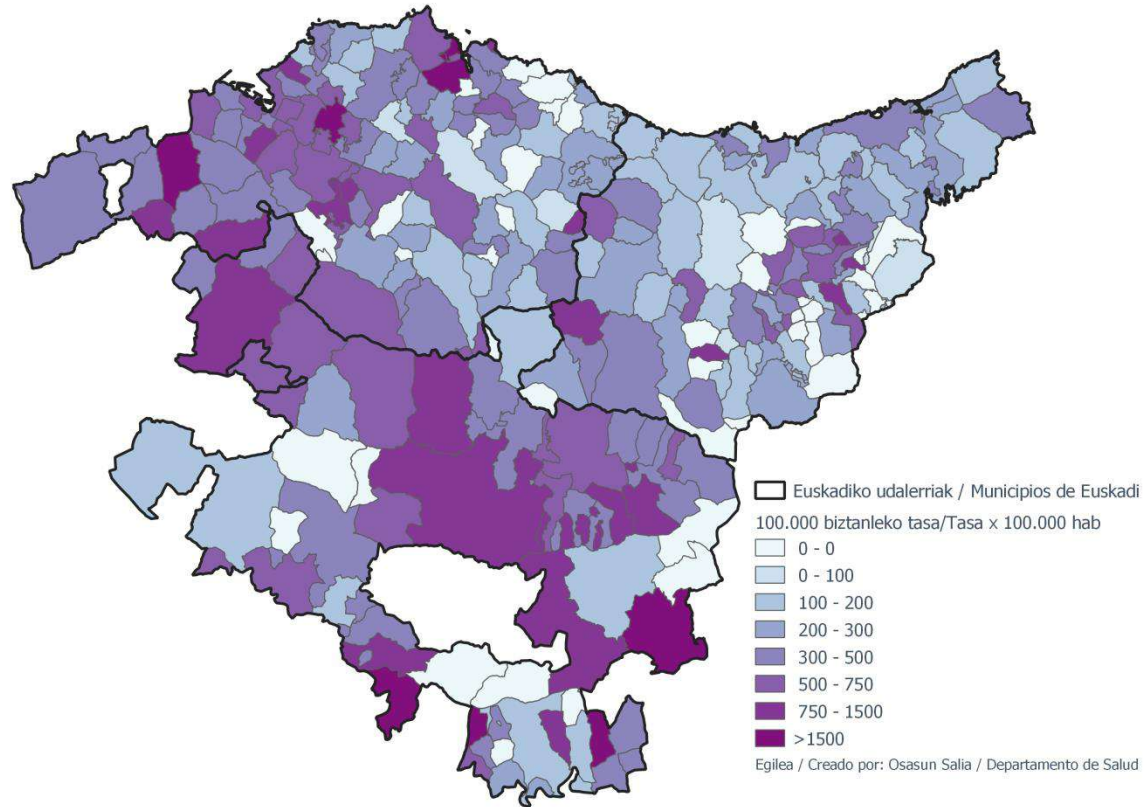 Euskadiko udalerriak / Municipios de Euskadi
100.000 biztanleko tasa/Tasa x 100.000 hab
0 - 0
0 - 100
100 - 200
200 - 300
300 - 500
500 - 750
750 - 1500
>1500
Egilea / Creado por: Osasun Salia / Departamento de Salud